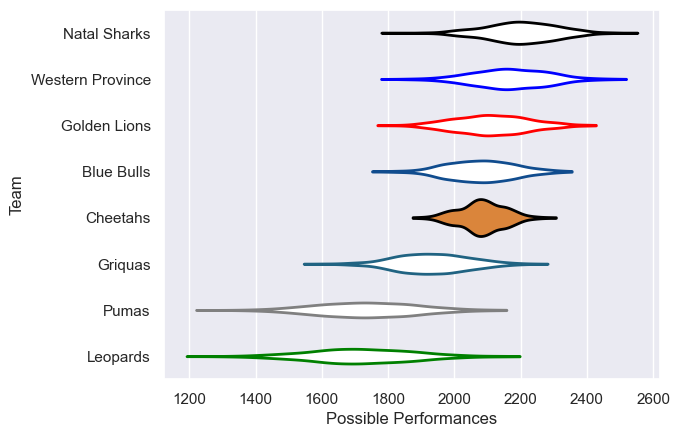 Natal Sharks
Western Province
Golden Lions
Blue Bulls
Cheetahs
Griquas
Pumas
Leopards
Team
1200 1400 1600 1800 2000 2200 2400 2600
Possible Performances